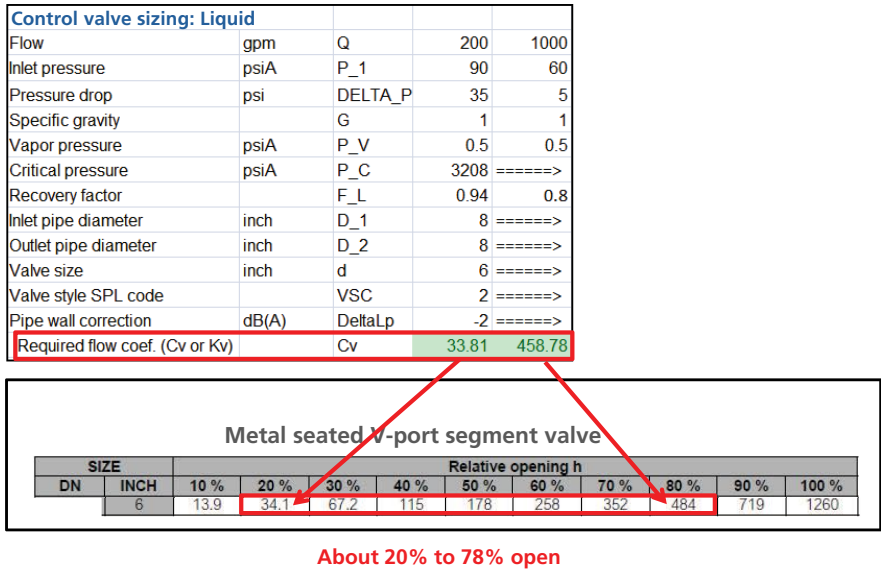 Control valve sizing: Liquid
Flow gpm Q 200 1000
Inlet pressure psiA P_1 90 60
Pressure drop psi DELTA_P 35 5
Specific gravity G 1 1
Vapor pressure psiA P_V 0.5 0.5
Critical pressure psiA P_C 3208 ======>
Recovery factor F_L 0.94 0.8
Inlet pipe diameter inch D_1 8 ======>
Outlet pipe diameter inch D_2 8 ======>
Valve size inch d 6 ======>
Valve style SPL code VSC 2 ======>
Pipe wall correction dB(A) DeltaLp -2 ======>
Required flow coef. (Cv or Kv) Cv 33.81 458.78
Metal seated V-port segment valve
SIZE Relative opening h
DN INCH 10 % 20 % 30 % 40 % 50 % 60 % 70 % 80 % 90 % 100 %
6 13.9 34.1 67.2 115 178 258 352 484 719 1260
About 20% to 78% open